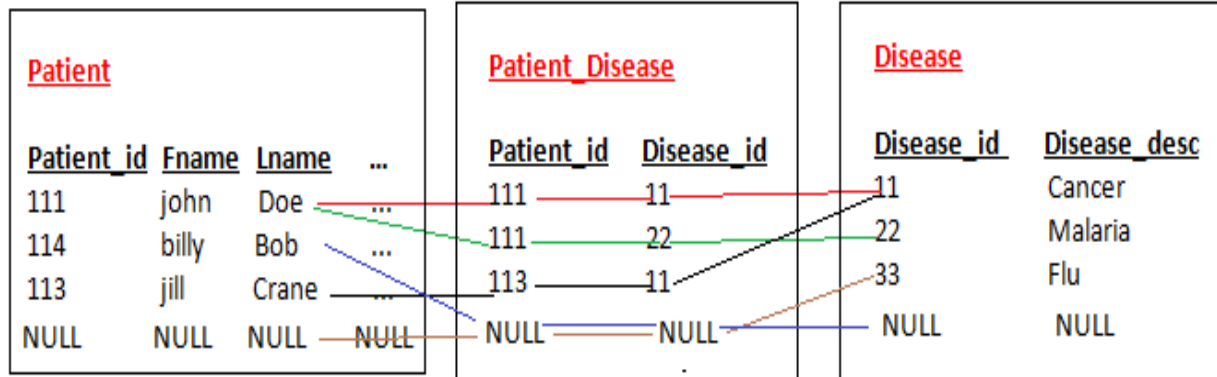 Patient
Patient_id Fname Lname ...
111 john Doe ...
114 billy Bob ...
113 jill Crane ...
NULL NULL NULL NULL
Patient_Disease
Patient_id Disease_id
111 11
111 22
113 11
NULL NULL
.
Disease
Disease_id Disease_desc
11 Cancer
22 Malaria
33 Flu
NULL NULL